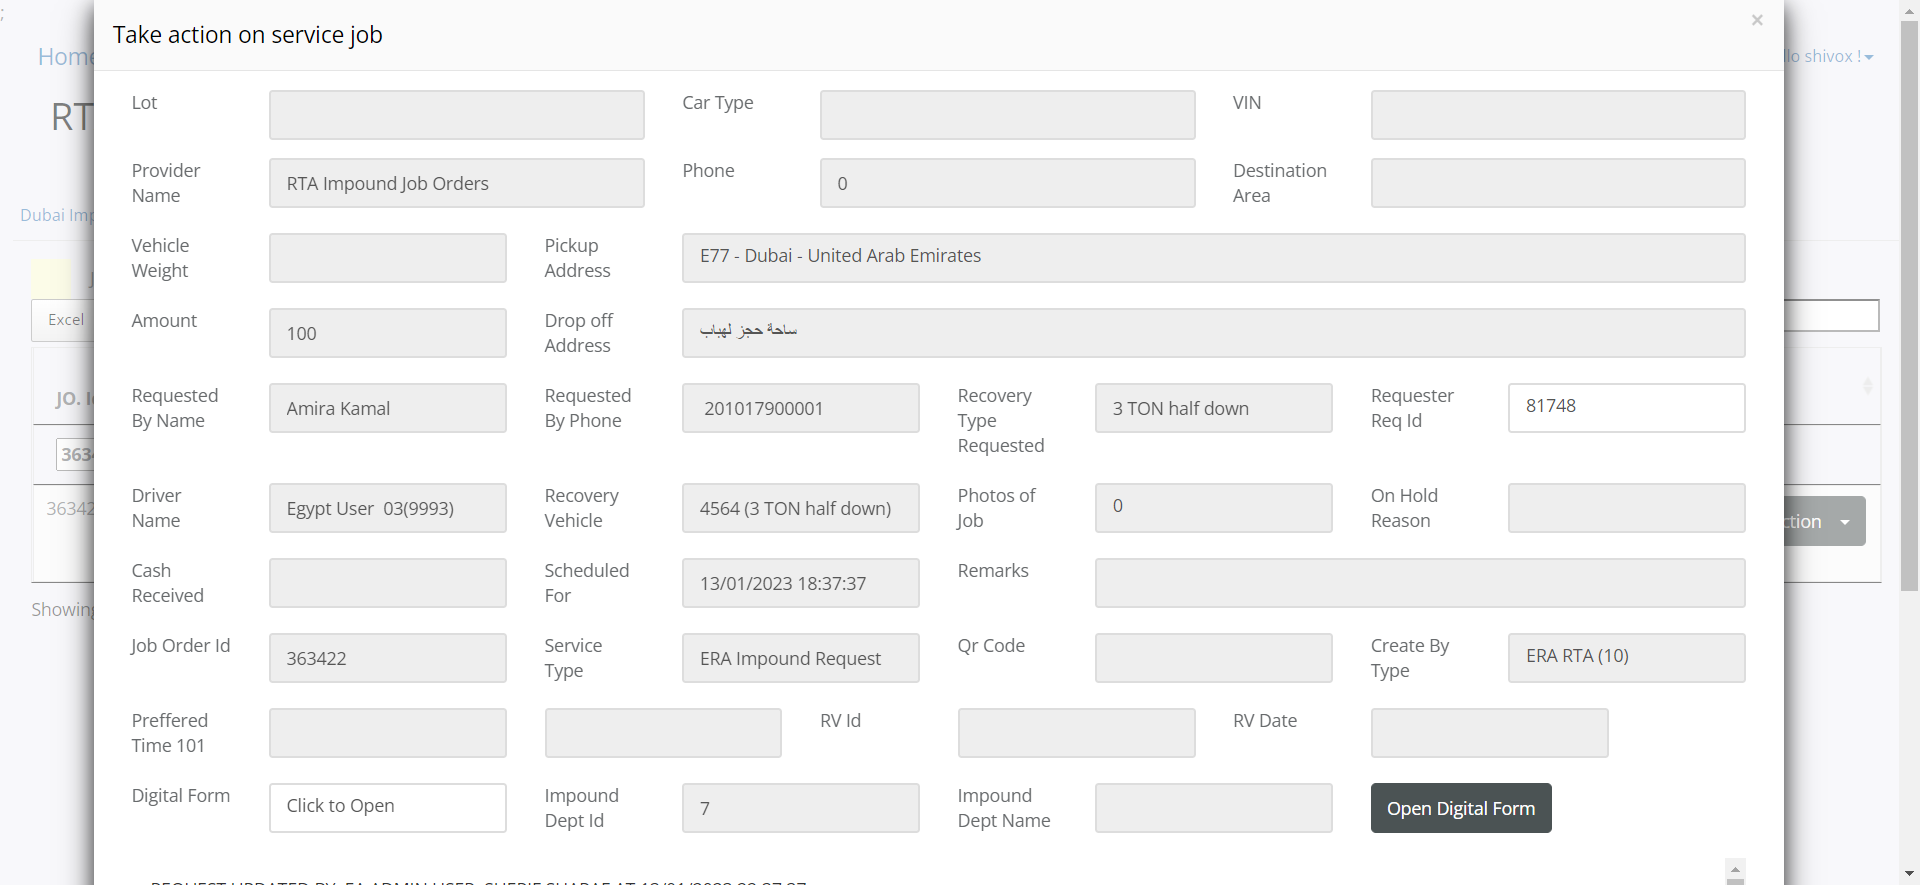 ;
Take action on service job
×
Home
llo shivox !
RT
Lot
Car Type
VIN
Provider Name
RTA Impound Job Orders
Phone
0
Destination Area
Dubai Imp
Vehicle Weight
Pickup Address
E77 - Dubai - United Arab Emirates
Excel
Amount
100
Drop off Address
ساحة حجز لهباب
JO. I
Requested By Name
Amira Kamal
Requested By Phone
201017900001
Recovery Type Requested
3 TON half down
Requester Req Id
81748
363
36342
Driver Name
Egypt User  03(9993)
Recovery Vehicle
4564 (3 TON half down)
Photos of Job
0
On Hold Reason
ction
Cash Received
Scheduled For
13/01/2023 18:37:37
Remarks
Showing
Job Order Id
363422
Service Type
ERA Impound Request
Qr Code
Create By Type
ERA RTA (10)
Preffered Time 101
RV Id
RV Date
Digital Form
Click to Open
Impound Dept Id
7
Impound Dept Name
Open Digital Form